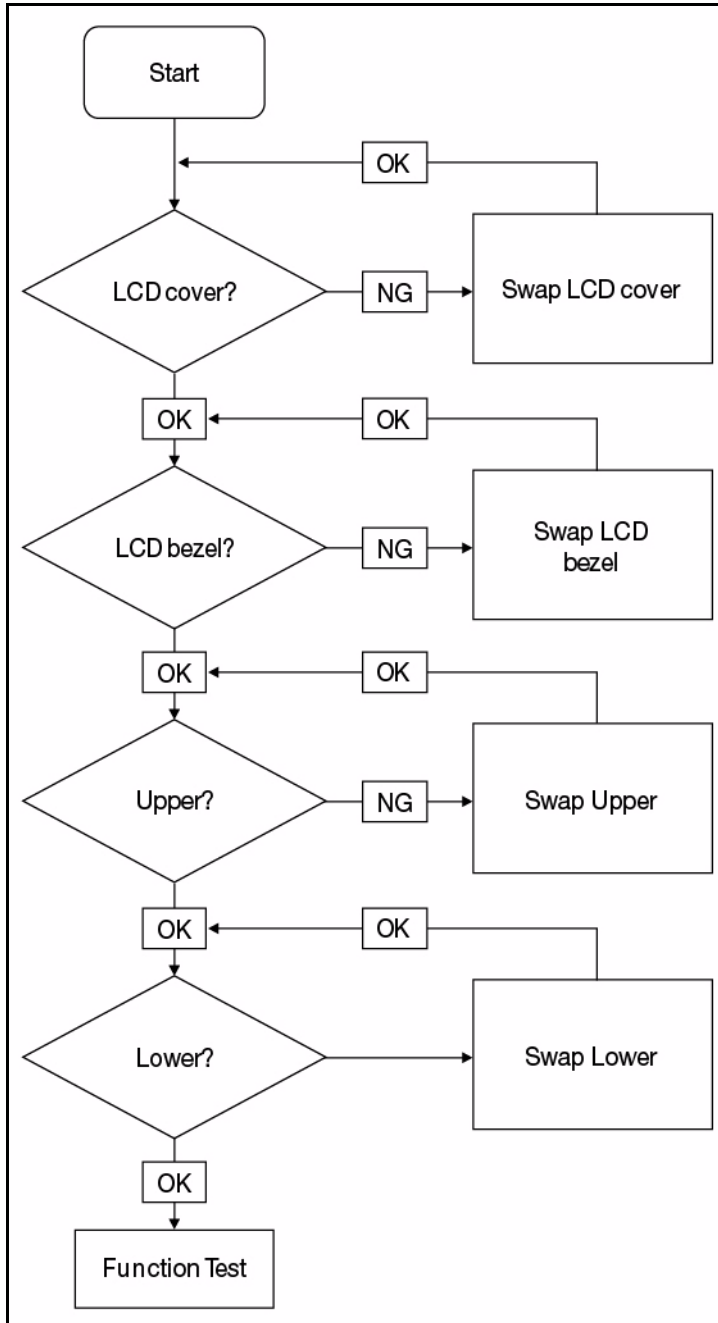 Start
OK
LCD cover?
NG
Swap LCD cover
OK
OK
LCD bezel?
NG
Swap LCD
bezel
OK
OK
Upper?
NG
Swap Upper
OK
OK
Lower?
Swap Lower
OK
Function Test